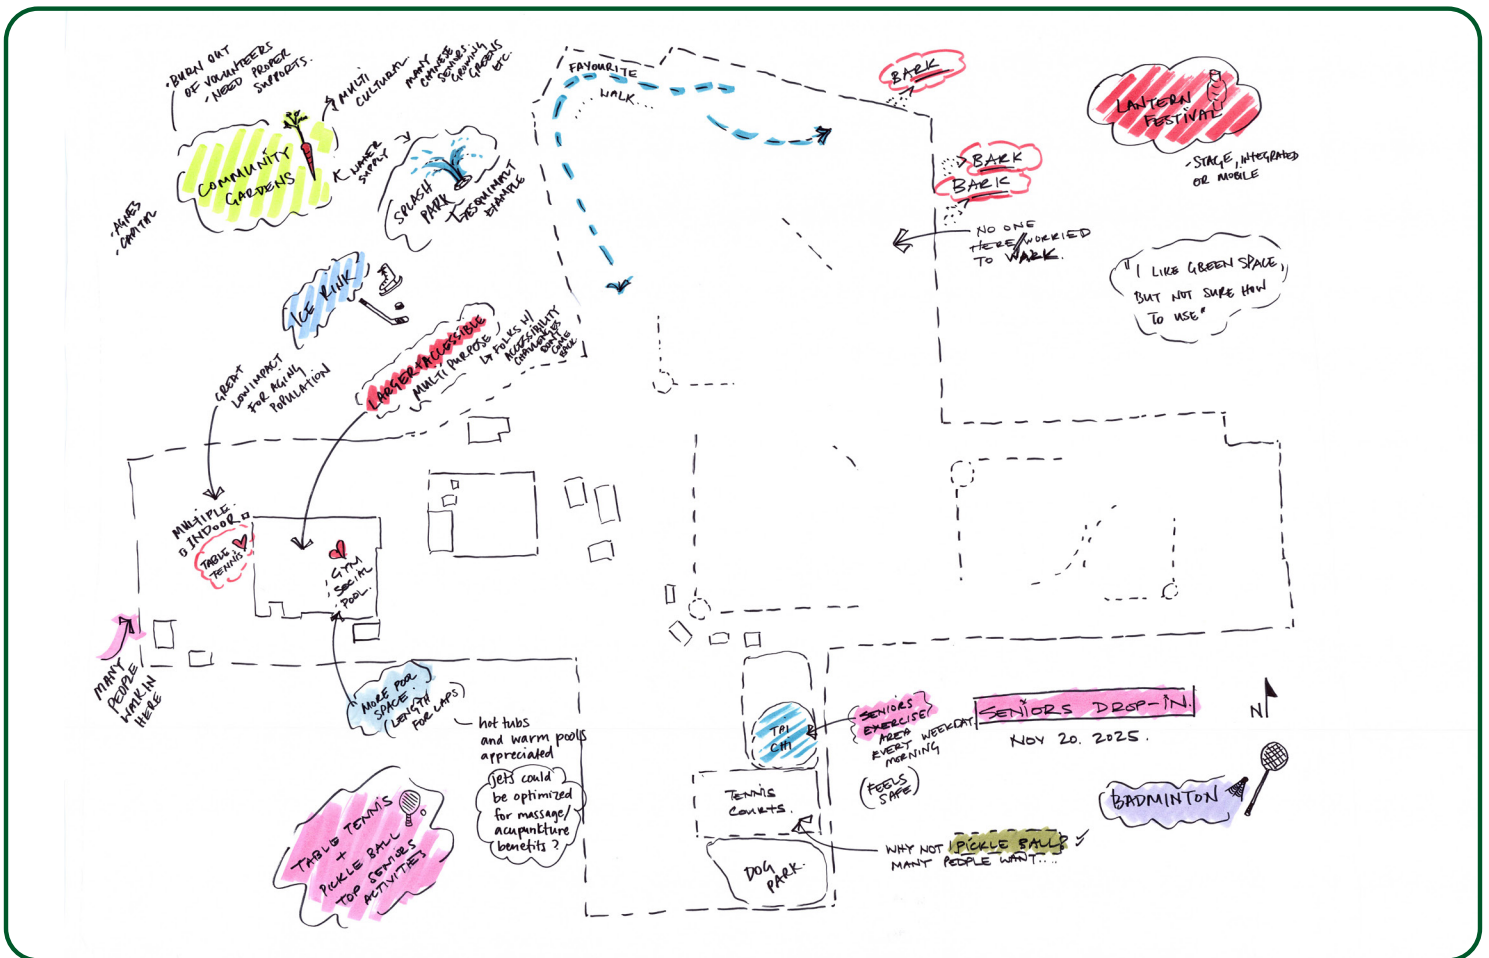 • BURN OUT
OF VOLUNTEERS
- NEED PROPER
SUPPORTS.
MULTI
CULTURAL
MANY
CHINESE
SENIORS.
GROWING
GREENS
ETC.
COMMUNITY
GARDENS
WATER
SUPPLY
• AGNES
• CAPITAL
SPLASH
PARK
ESQUIMALT
EXAMPLE
ICE RINK
FAVOURITE
WALK....
BARK
BARK
BARK
NO ONE
HERE/WORRIED
TO WALK.
LANTERN
FESTIVAL
- STAGE, INTEGRATED
OR MOBILE
"I LIKE GREEN SPACE,
BUT NOT SURE HOW
TO USE"
LARGER + ACCESSIBLE
MULTI PURPOSE
FOLKS W/
ACCESSIBILITY
CHALLENGES
DON'T
COME
BACK
GREAT
LOW IMPACT
FOR AGING
POPULATION
MULTIPLE.
INDOOR
TABLE
TENNIS
GYM
SOCIAL
POOL.
MANY
PEOPLE
WALK IN
HERE
MORE POOL
SPACE!
(LENGTH
FOR LAPS)
hot tubs
and warm pools
appreciated
jets could
be optimized
for massage/
acupunkture
benefits?
TABLE TENNIS
+
PICKLE BALL
TOP SENIORS
ACTIVITIES
TAI
CHI
SENIORS
EXERCISE
AREA
EVERY WEEKDAY
MORNING
(FEELS
SAFE)
TENNIS
COURTS.
DOG
PARK.
WHY NOT PICKLE BALL?
MANY PEOPLE WANT....
SENIORS DROP-IN.
NOV 20. 2025.
N
BADMINTON